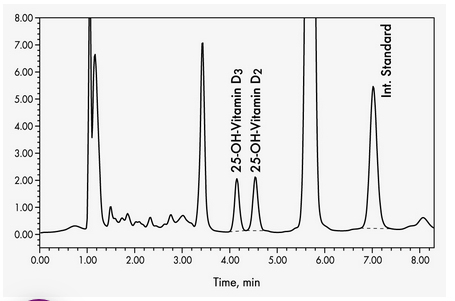 8.00
7.00
6.00
5.00
4.00
3.00
2.00
1.00
0.00
25-OH-Vitamin D3
25-OH-Vitamin D2
Int. Standard
0.00 1.00 2.00 3.00 4.00 5.00 6.00 7.00 8.00
Time, min